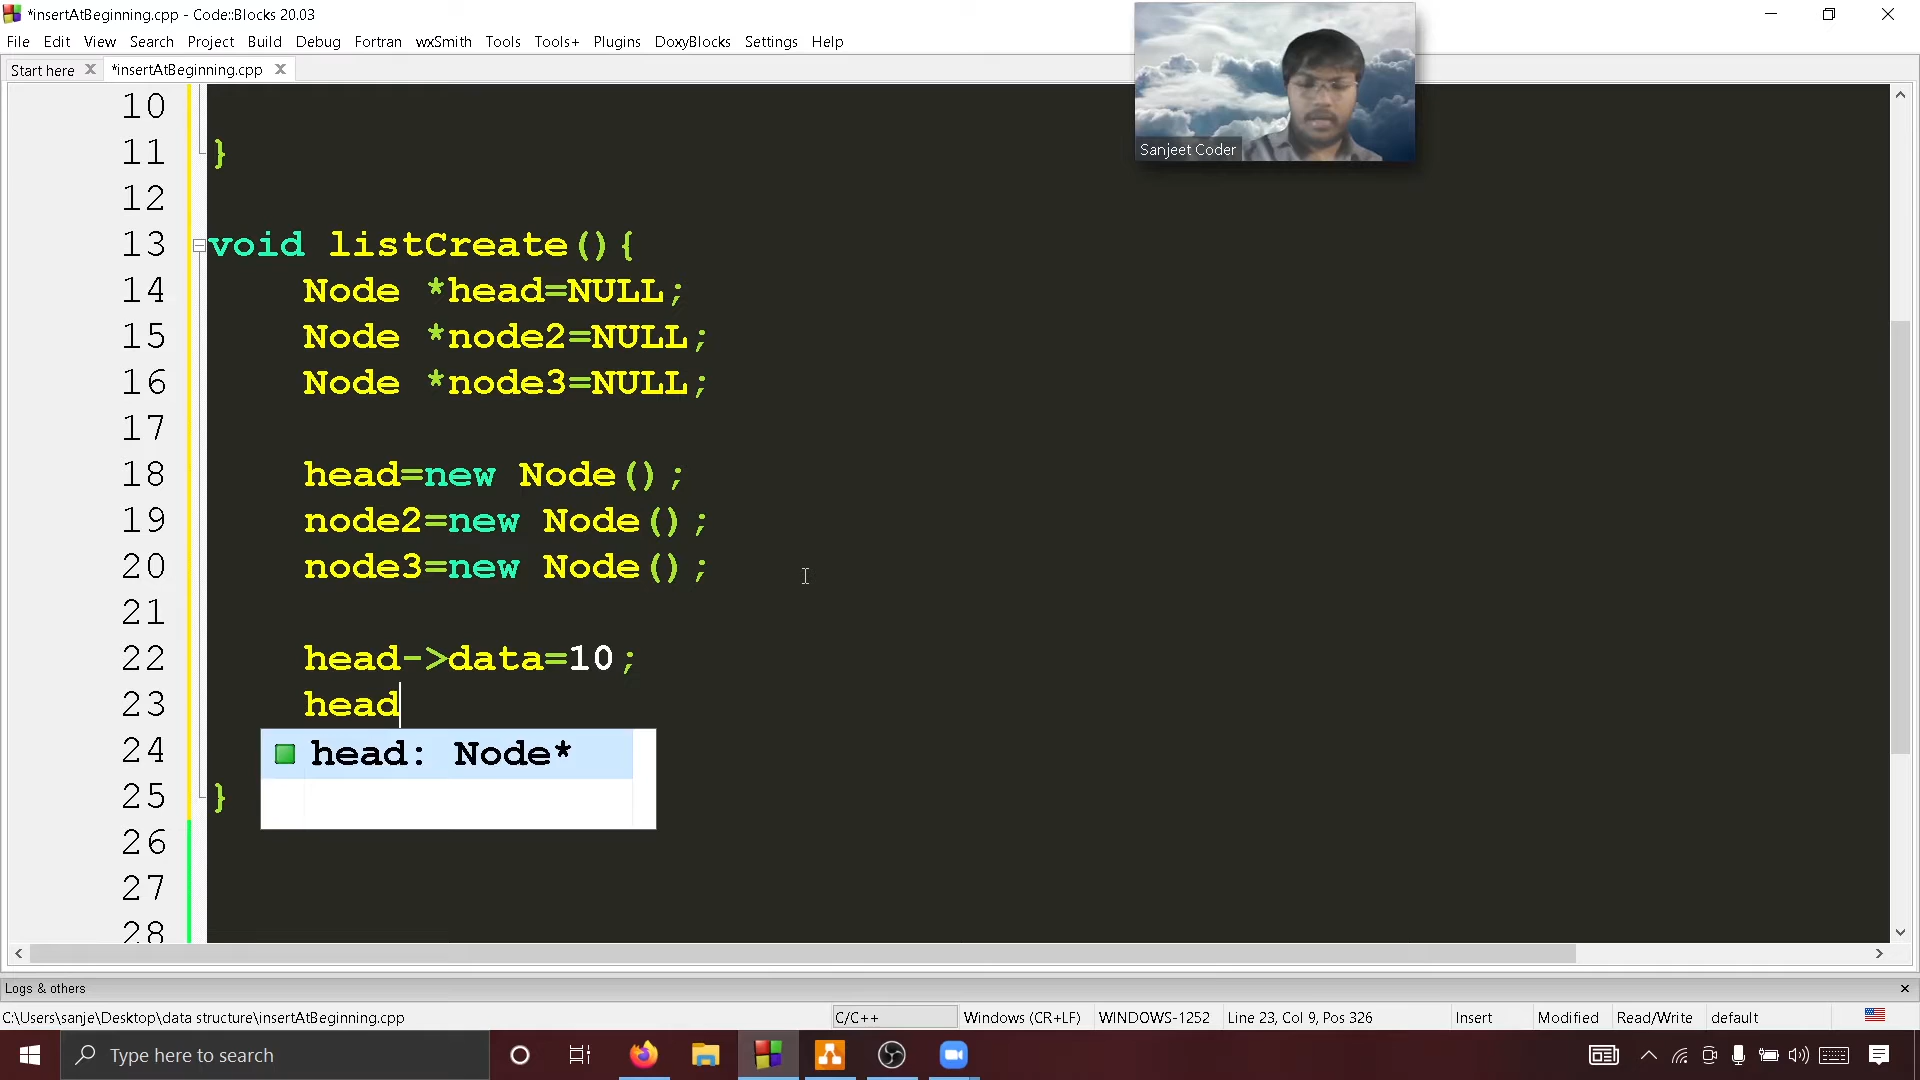 *insertAtBeginning.cpp - Code::Blocks 20.03
File Edit View Search Project Build Debug Fortran wxSmith Tools Tools+ Plugins DoxyBlocks Settings Help
Start here *insertAtBeginning.cpp
Sanjeet Coder
10
11 }
12
13 void listCreate(){
14 Node *head=NULL;
15 Node *node2=NULL;
16 Node *node3=NULL;
17
18 head=new Node();
19 node2=new Node();
20 node3=new Node();
21
22 head->data=10;
23 head
24 head: Node*
25 }
26
27
28
Logs & others
C:\Users\sanje\Desktop\data structure\insertAtBeginning.cpp C/C++ Windows (CR+LF) WINDOWS-1252 Line 23, Col 9, Pos 326 Insert Modified Read/Write default
Type here to search